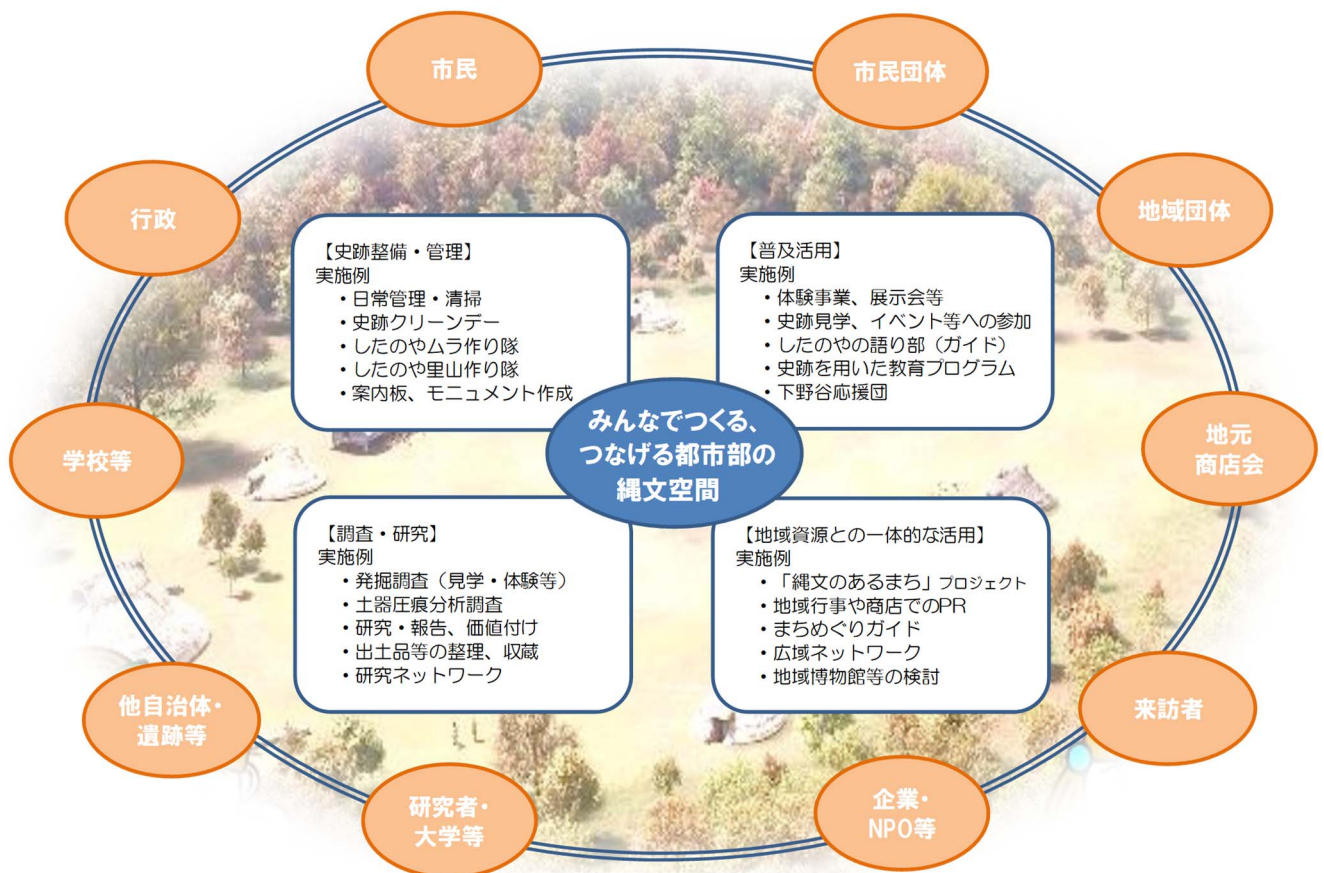 市民
市民団体
行政
地域団体
【史跡整備・管理】
実施例
・日常管理・清掃
・史跡クリーンデー
・したのやムラ作り隊
・したのや里山作り隊
・案内板、モニュメント作成
【普及活用】
実施例
・体験事業、展示会等
・史跡見学、イベント等への参加
・したのやの語り部（ガイド）
・史跡を用いた教育プログラム
・下野谷応援団
みんなでつくる、
つなげる都市部の
縄文空間
学校等
地元
商店会
【調査・研究】
実施例
・発掘調査（見学・体験等）
・土器圧痕分析調査
・研究・報告、価値付け
・出土品等の整理、収蔵
・研究ネットワーク
【地域資源との一体的な活用】
実施例
・「縄文のあるまち」プロジェクト
・地域行事や商店でのPR
・まちめぐりガイド
・広域ネットワーク
・地域博物館等の検討
他自治体・
遺跡等
来訪者
研究者・
大学等
企業・
NPO等